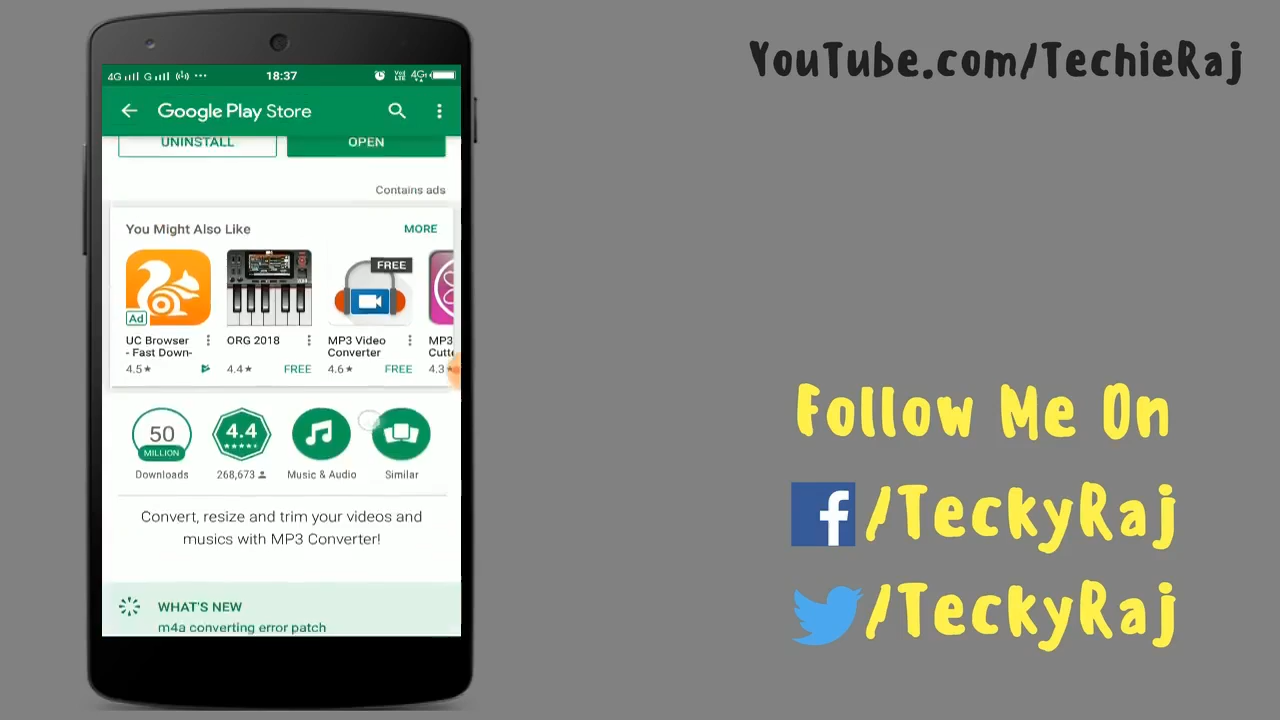 YouTube.com/TechieRaj
4G G 18:37 VoI LTE 4G
Google Play Store
UNINSTALL OPEN
Contains ads
You Might Also Like MORE
FREE
Ad
UC Browser - Fast Down-
4.5★
ORG 2018
4.4★ FREE
MP3 Video Converter
4.6★ FREE
MP3 Cutt
4.3★
50 MILLION
Downloads
4.4
268,673
Music & Audio
Similar
Convert, resize and trim your videos and
musics with MP3 Converter!
WHAT'S NEW
m4a converting error patch
Follow Me On
f/TeckyRaj
/TeckyRaj